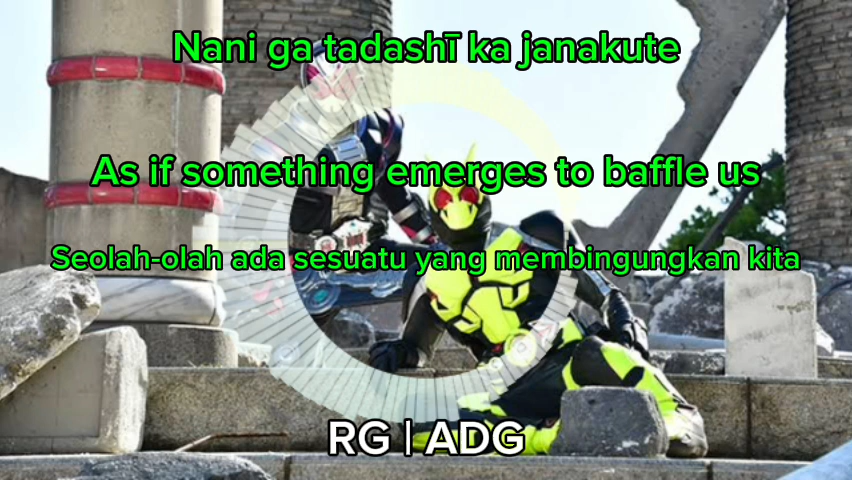 Nani ga tadashī ka janakute
As if something emerges to baffle us
Seolah-olah ada sesuatu yang membingungkan kita
RG | ADG